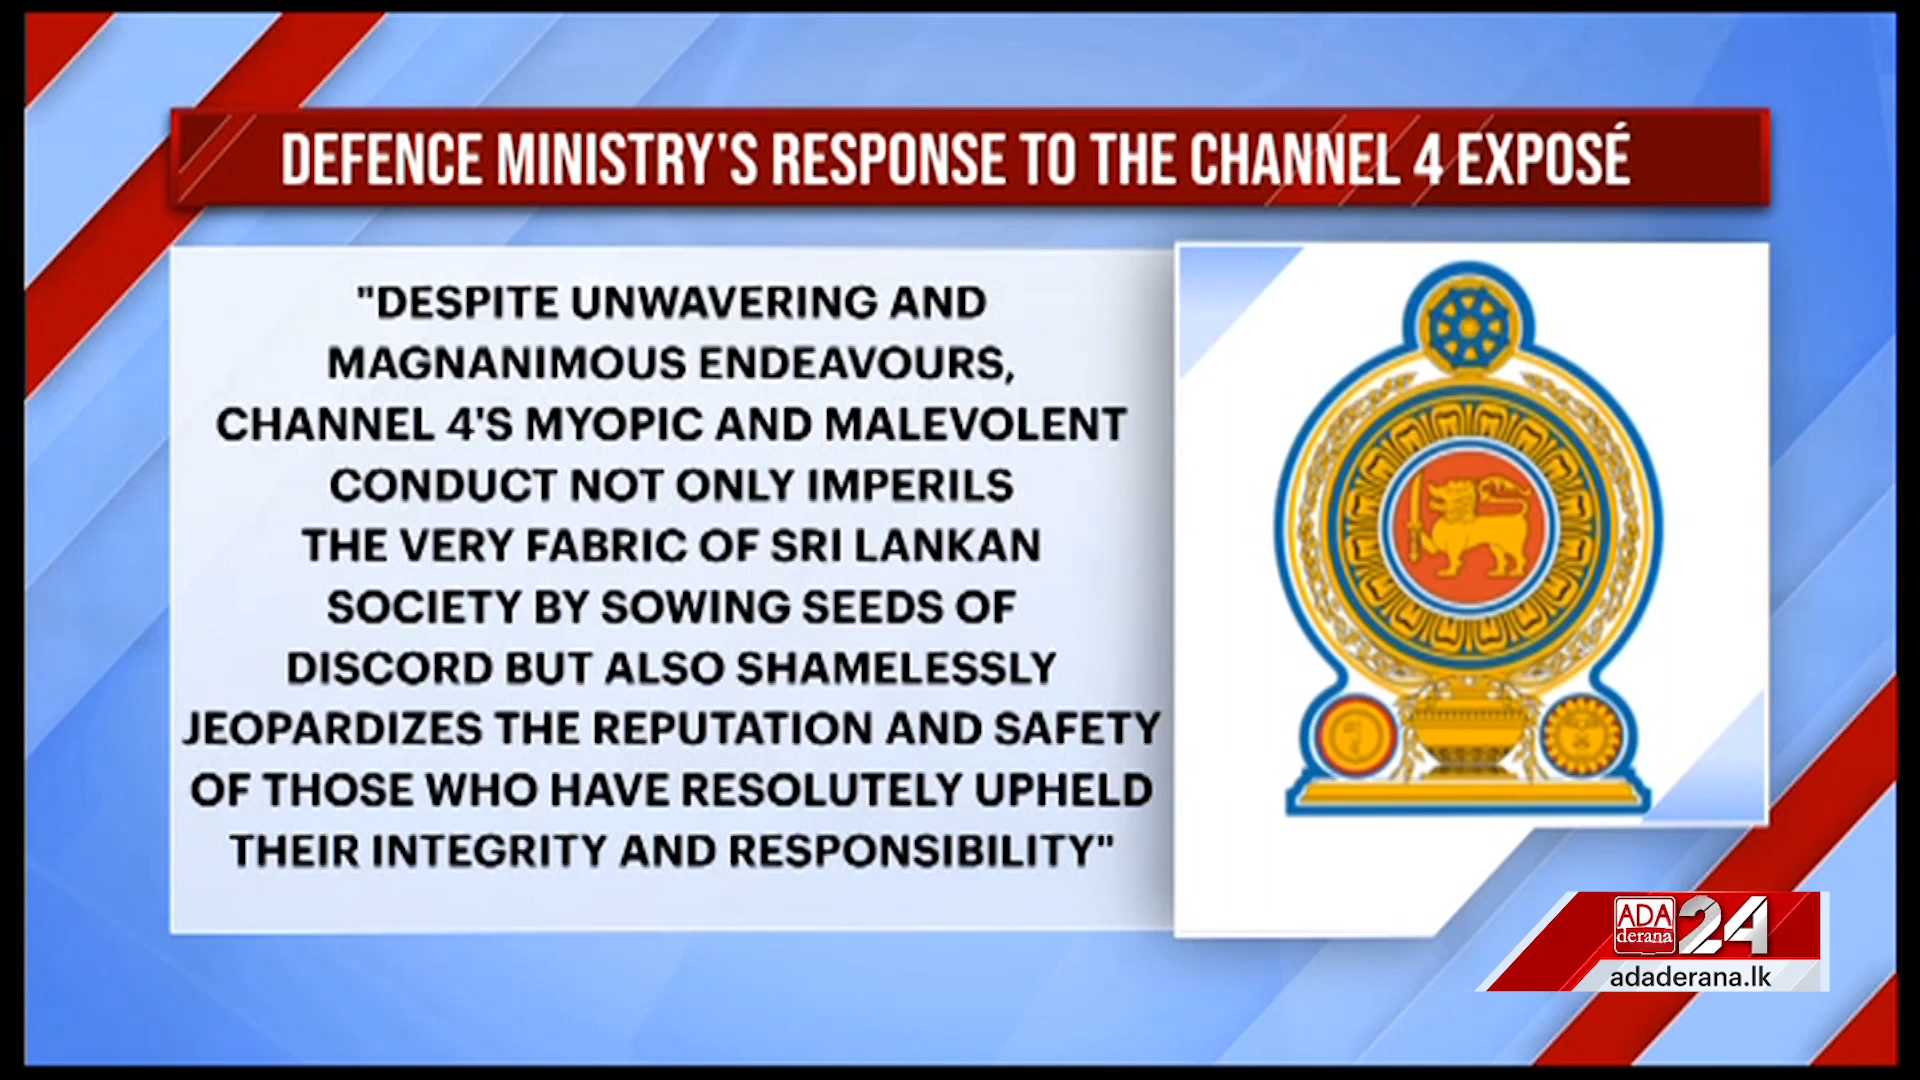 DEFENCE MINISTRY'S RESPONSE TO THE CHANNEL 4 EXPOSÉ
"DESPITE UNWAVERING AND
MAGNANIMOUS ENDEAVOURS,
CHANNEL 4'S MYOPIC AND MALEVOLENT
CONDUCT NOT ONLY IMPERILS
THE VERY FABRIC OF SRI LANKAN
SOCIETY BY SOWING SEEDS OF
DISCORD BUT ALSO SHAMELESSLY
JEOPARDIZES THE REPUTATION AND SAFETY
OF THOSE WHO HAVE RESOLUTELY UPHELD
THEIR INTEGRITY AND RESPONSIBILITY"
ADA
derana
24
adaderana.lk